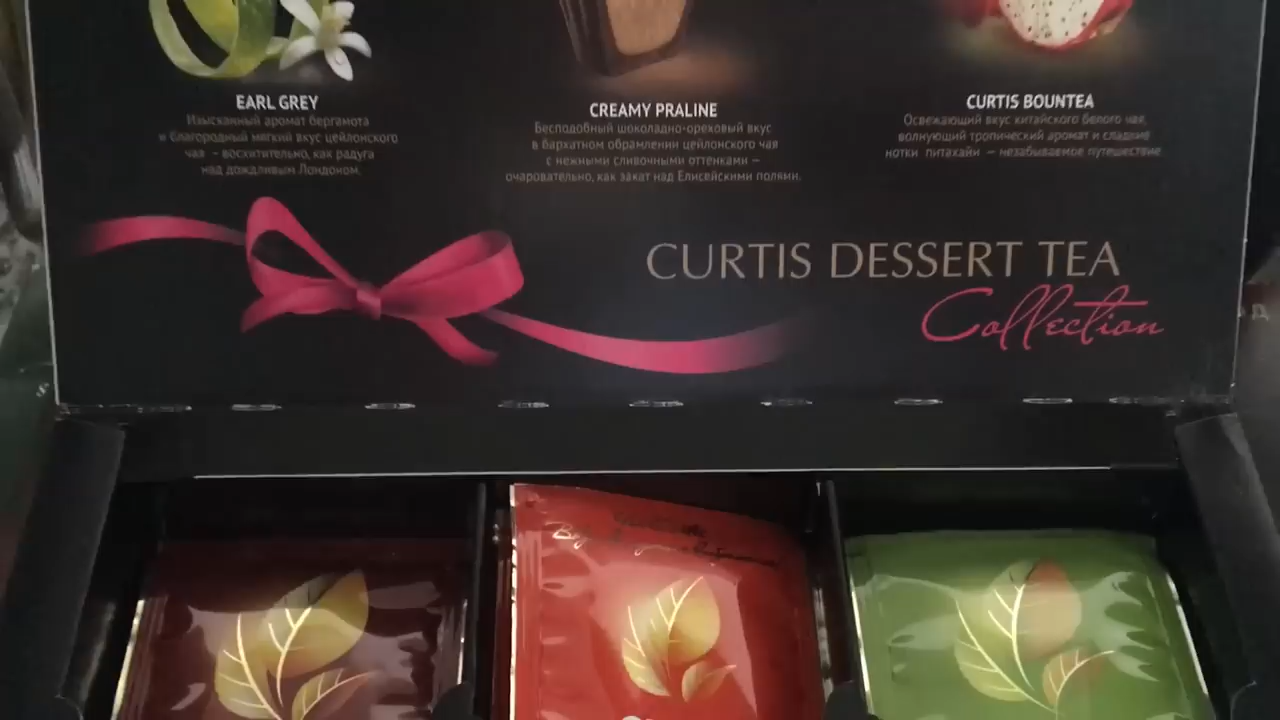 EARL GREY
Изысканный аромат бергамота
и благородный мягкий вкус цейлонского
чая – восхитительно, как радуга
над дождливым Лондоном.
CREAMY PRALINE
Бесподобный шоколадно-ореховый вкус
в бархатном обрамлении цейлонского чая
с нежными сливочными оттенками –
очаровательно, как закат над Елисейскими полями.
CURTIS BOUNTEA
Освежающий вкус китайского белого чая,
волнующий тропический аромат и сладкие
нотки питахайи – незабываемое путешествие
CURTIS DESSERT TEA
Collection